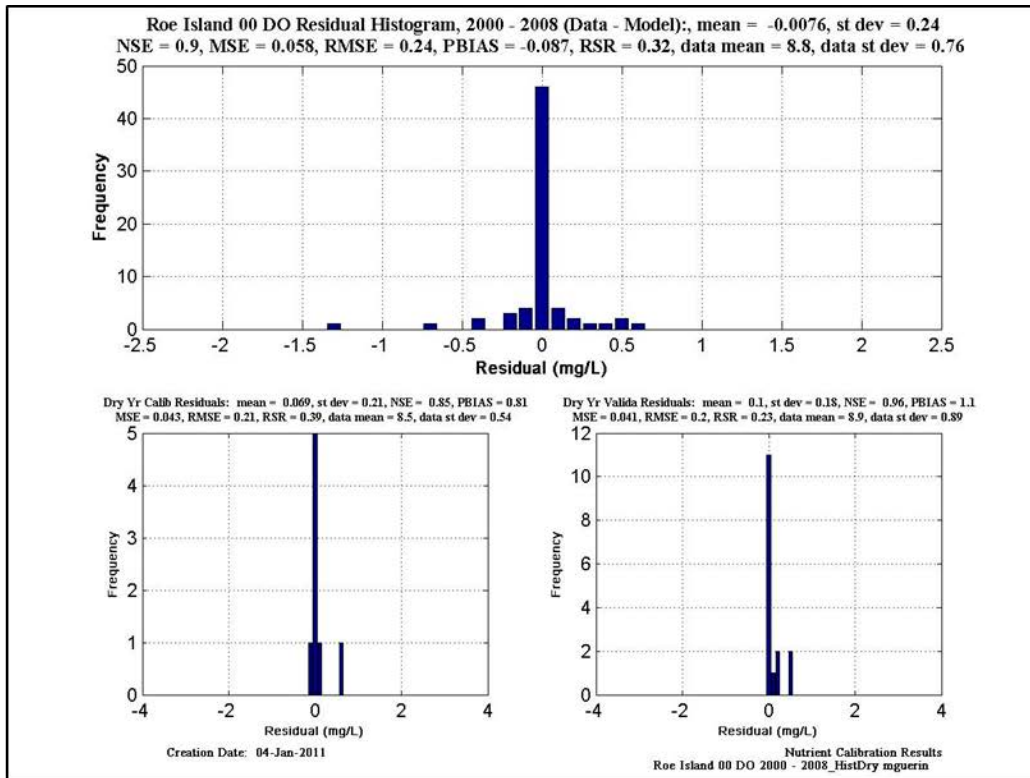 Roe Island 00 DO Residual Histogram, 2000 - 2008 (Data - Model):, mean = -0.0076, st dev = 0.24
NSE = 0.9, MSE = 0.058, RMSE = 0.24, PBIAS = -0.087, RSR = 0.32, data mean = 8.8, data st dev = 0.76
50
40
30
20
10
0
Frequency
-2.5 -2 -1.5 -1 -0.5 0 0.5 1 1.5 2 2.5
Residual (mg/L)
Dry Yr Calib Residuals: mean = 0.069, st dev = 0.21, NSE = 0.85, PBIAS = 0.81
MSE = 0.043, RMSE = 0.21, RSR = 0.39, data mean = 8.5, data st dev = 0.54
5
4
3
2
1
0
Frequency
-4 -2 0 2 4
Residual (mg/L)
Creation Date: 04-Jan-2011
Dry Yr Valida Residuals: mean = 0.1, st dev = 0.18, NSE = 0.96, PBIAS = 1.1
MSE = 0.041, RMSE = 0.2, RSR = 0.23, data mean = 8.9, data st dev = 0.89
12
10
8
6
4
2
0
Frequency
-4 -2 0 2 4
Residual (mg/L)
Nutrient Calibration Results
Roe Island 00 DO 2000 - 2008_HistDry mguerin